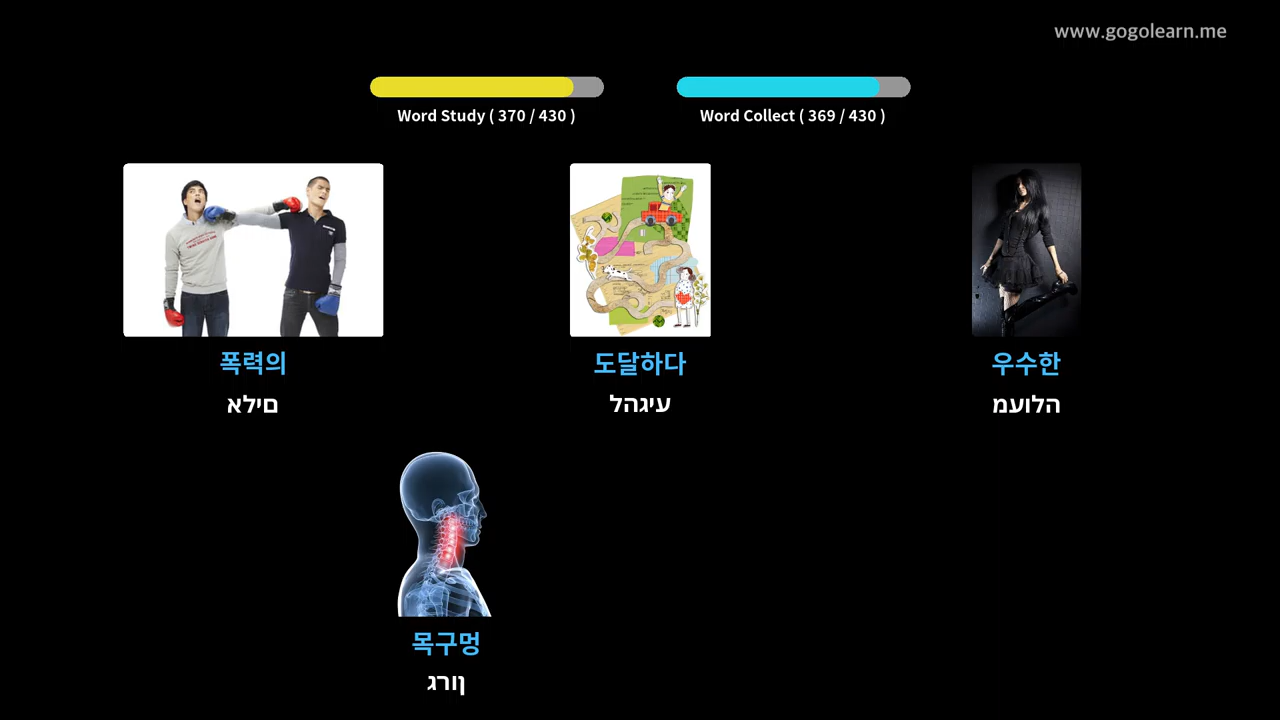 www.gogolearn.me
Word Study ( 370 / 430 )
Word Collect ( 369 / 430 )
폭력의
אלים
도달하다
להגיע
우수한
מעולה
목구멍
גרון